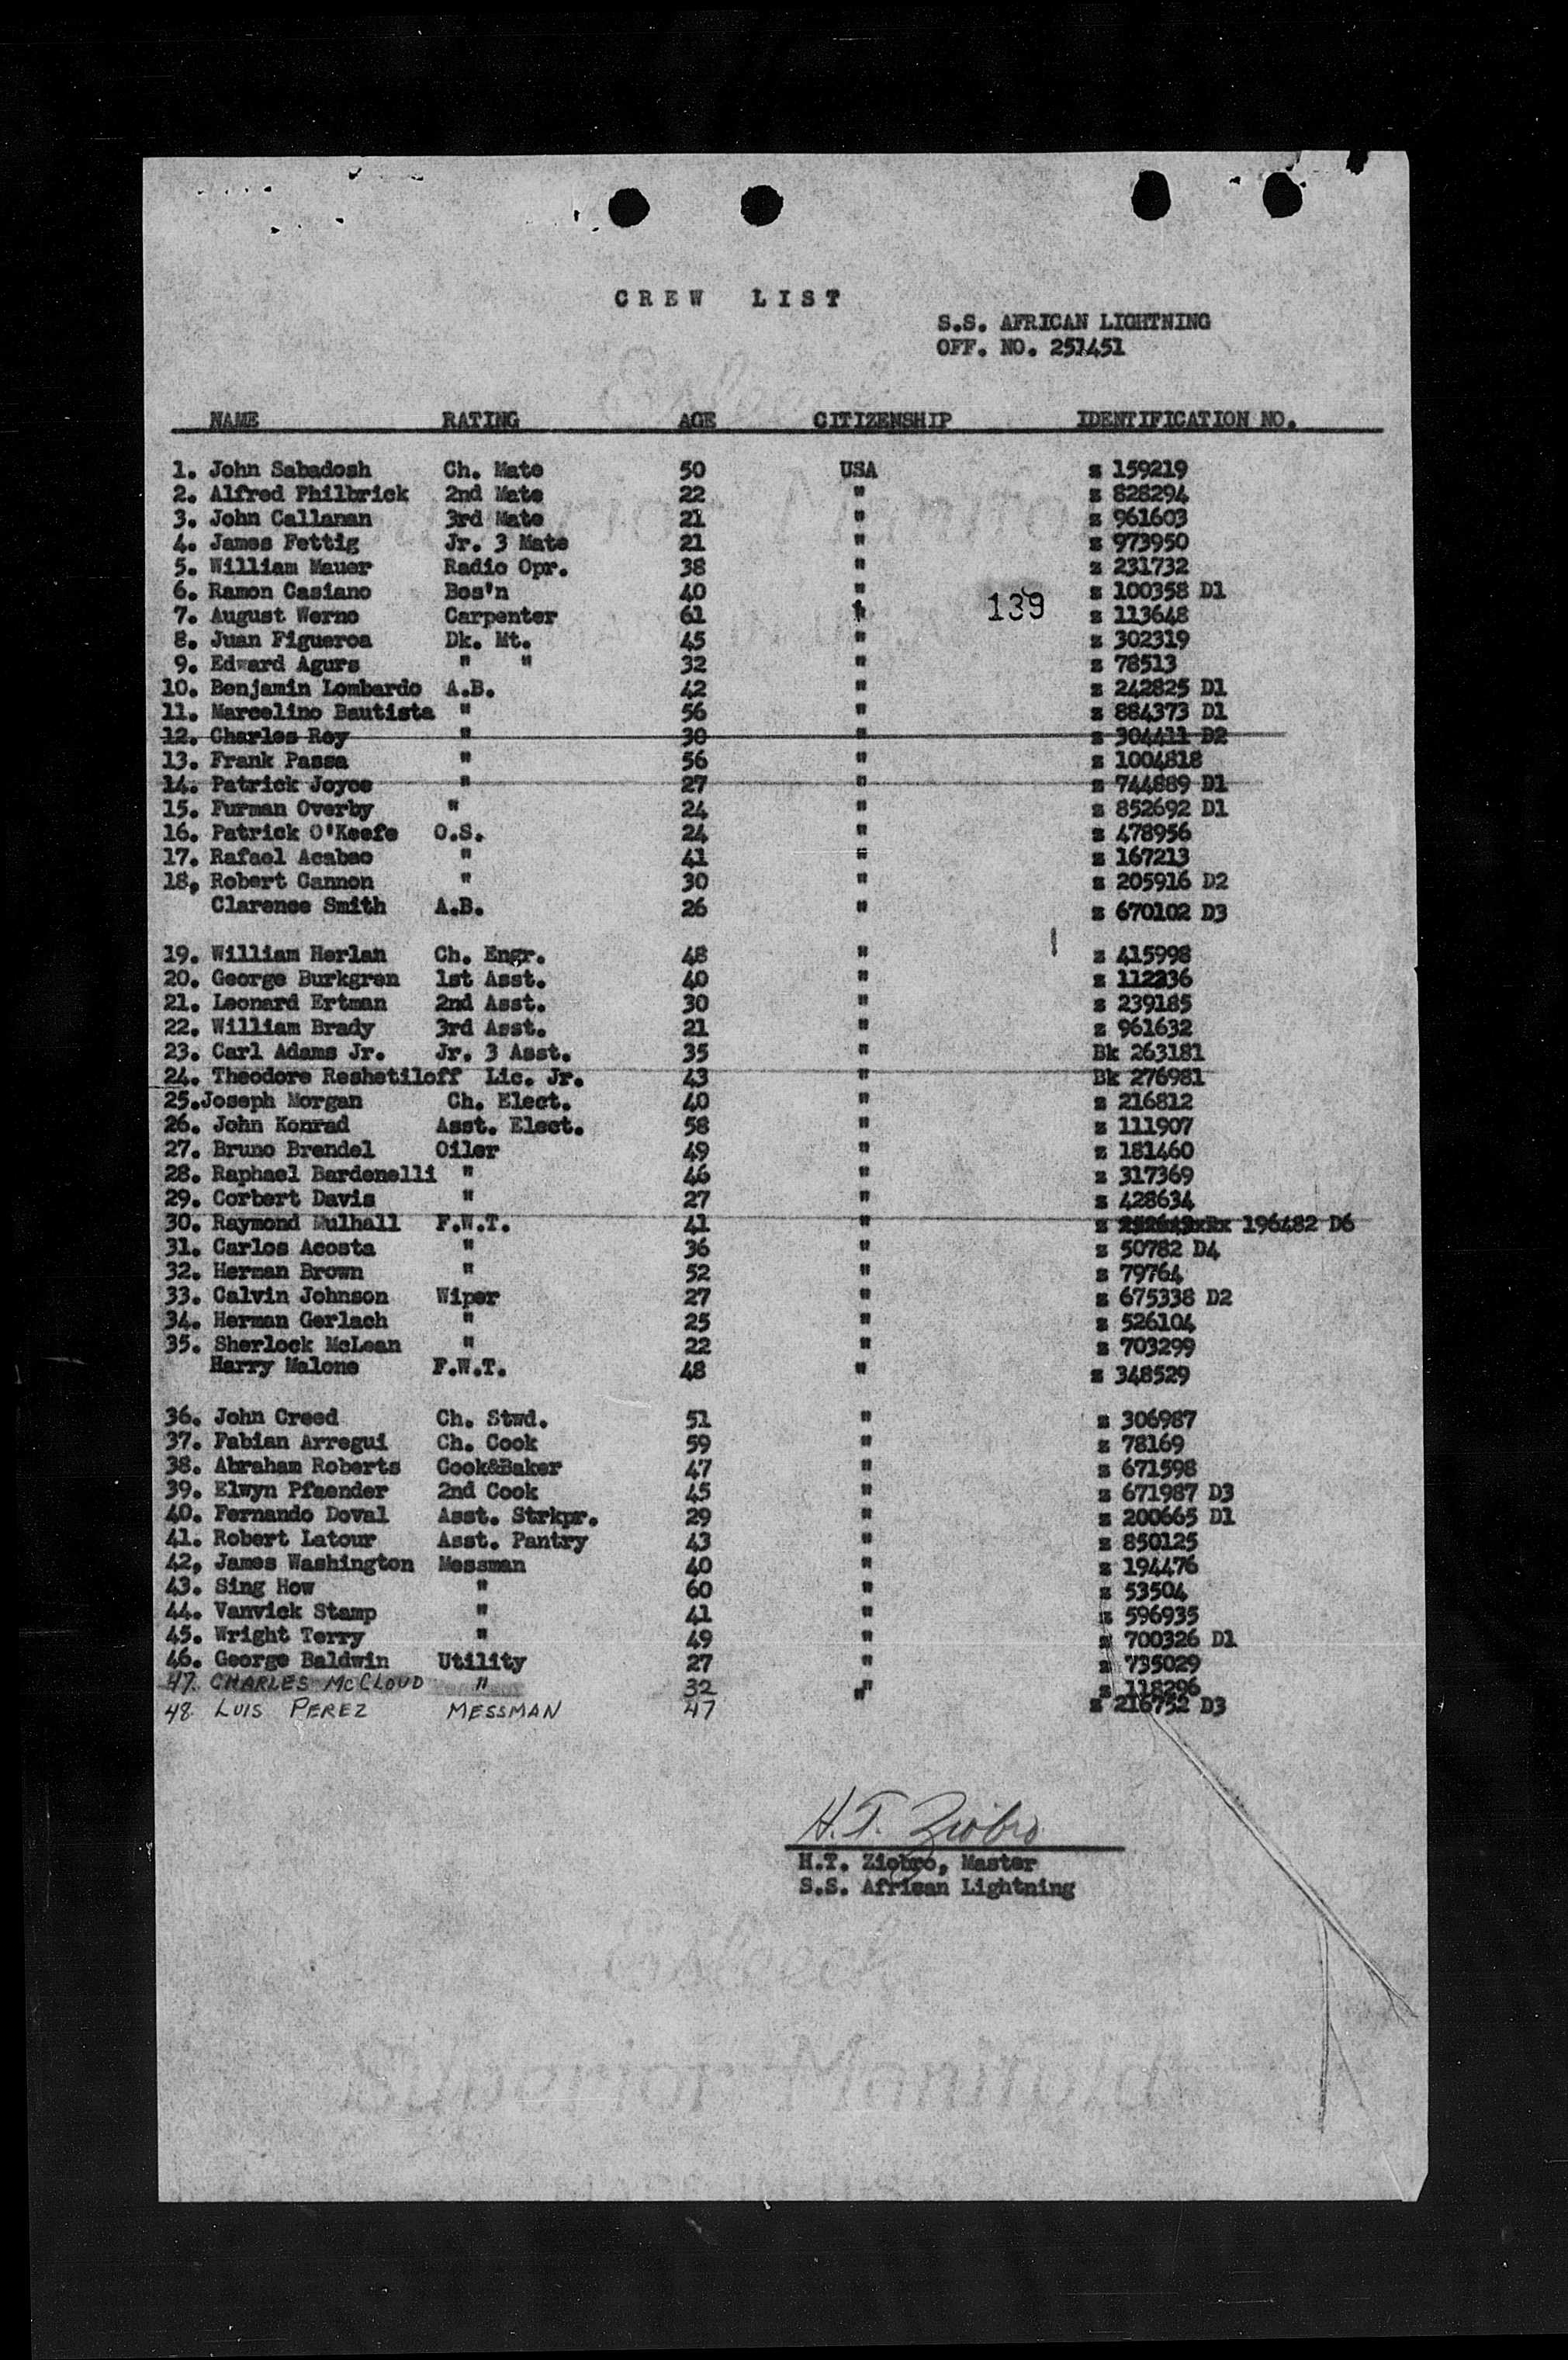 CREW LIST
S.S. AFRICAN LIGHTNING
OFF. NO. 251451
NAME RATING AGE CITIZENSHIP IDENTIFICATION NO.
1. John Sabadosh Ch. Mate 50 USA z 159219
2. Alfred Philbrick 2nd Mate 22 " z 828294
3. John Callanan 3rd Mate 21 " z 961603
4. James Fettig Jr. 3 Mate 21 " z 973950
5. William Mauer Radio Opr. 38 " z 231732
6. Ramon Casiano Bos'n 40 " z 100358 D1
139
7. August Werno Carpenter 61 " z 113648
8. Juan Figueroa Dk. Mt. 45 " z 302319
9. Edward Agurs " " 32 " z 78513
10. Benjamin Lombardo A.B. 42 " z 242825 D1
11. Marcelino Bautista " 56 " z 884373 D1
12. Charles Roy " 30 " z 304411 D2
13. Frank Passa " 56 " z 1004818
14. Patrick Joyce " 27 " z 744889 D1
15. Furman Overby " 24 " z 852692 D1
16. Patrick O'Keefe O.S. 24 " z 478956
17. Rafael Acabao " 41 " z 167213
18, Robert Cannon " 30 " z 205916 D2
Clarence Smith A.B. 26 " z 670102 D3
19. William Herlan Ch. Engr. 48 " z 415998
20. George Burkgren 1st Asst. 40 " z 112236
21. Leonard Ertman 2nd Asst. 30 " z 239185
22. William Brady 3rd Asst. 21 " z 961632
23. Carl Adams Jr. Jr. 3 Asst. 35 " Bk 263181
24. Theodore Reshetiloff Lic. Jr. 43 " Bk 276981
25.Joseph Morgan Ch. Elect. 40 " z 216812
26. John Konrad Asst. Elect. 58 " z 111907
27. Bruno Brendel Oiler 49 " z 181460
28. Raphael Bardenelli " 46 " z 317369
29. Corbert Davis " 27 " z 428634
30. Raymond Mulhall F.W.T. 41 " z 196482 D6
31. Carlos Acosta " 36 " z 50782 D4
32. Herman Brown " 52 " z 79764
33. Calvin Johnson Wiper 27 " z 675338 D2
34. Herman Gerlach " 25 " z 526104
35. Sherlock McLean " 22 " z 703299
Harry Malone F.W.T. 48 " z 348529
36. John Creed Ch. Stwd. 51 " z 306987
37. Fabian Arregui Ch. Cook 59 " z 78169
38. Abraham Roberts Cook&Baker 47 " z 671598
39. Elwyn Pfaender 2nd Cook 45 " z 671987 D3
40. Fernando Doval Asst. Strkpr. 29 " z 200665 D1
41. Robert Latour Asst. Pantry 43 " z 850125
42, James Washington Messman 40 " z 194476
43. Sing How " 60 " z 53504
44. Vanvick Stamp " 41 " z 596935
45. Wright Terry " 49 " z 700326 D1
46. George Baldwin Utility 27 " z 735029
47. CHARLES McCLOUD " 32 " z 118296
48. LUIS PEREZ MESSMAN 47 " z 216752 D3
H.T. Ziobro
H.T. Ziobro, Master
S.S. African Lightning
Superior Manifold